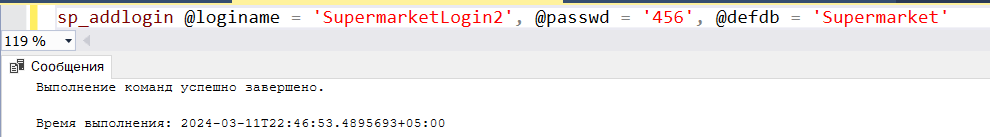 sp_addlogin @loginame = 'SupermarketLogin2', @passwd = '456', @defdb = 'Supermarket'
119 %
Сообщения
Выполнение команд успешно завершено.
Время выполнения: 2024-03-11T22:46:53.4895693+05:00